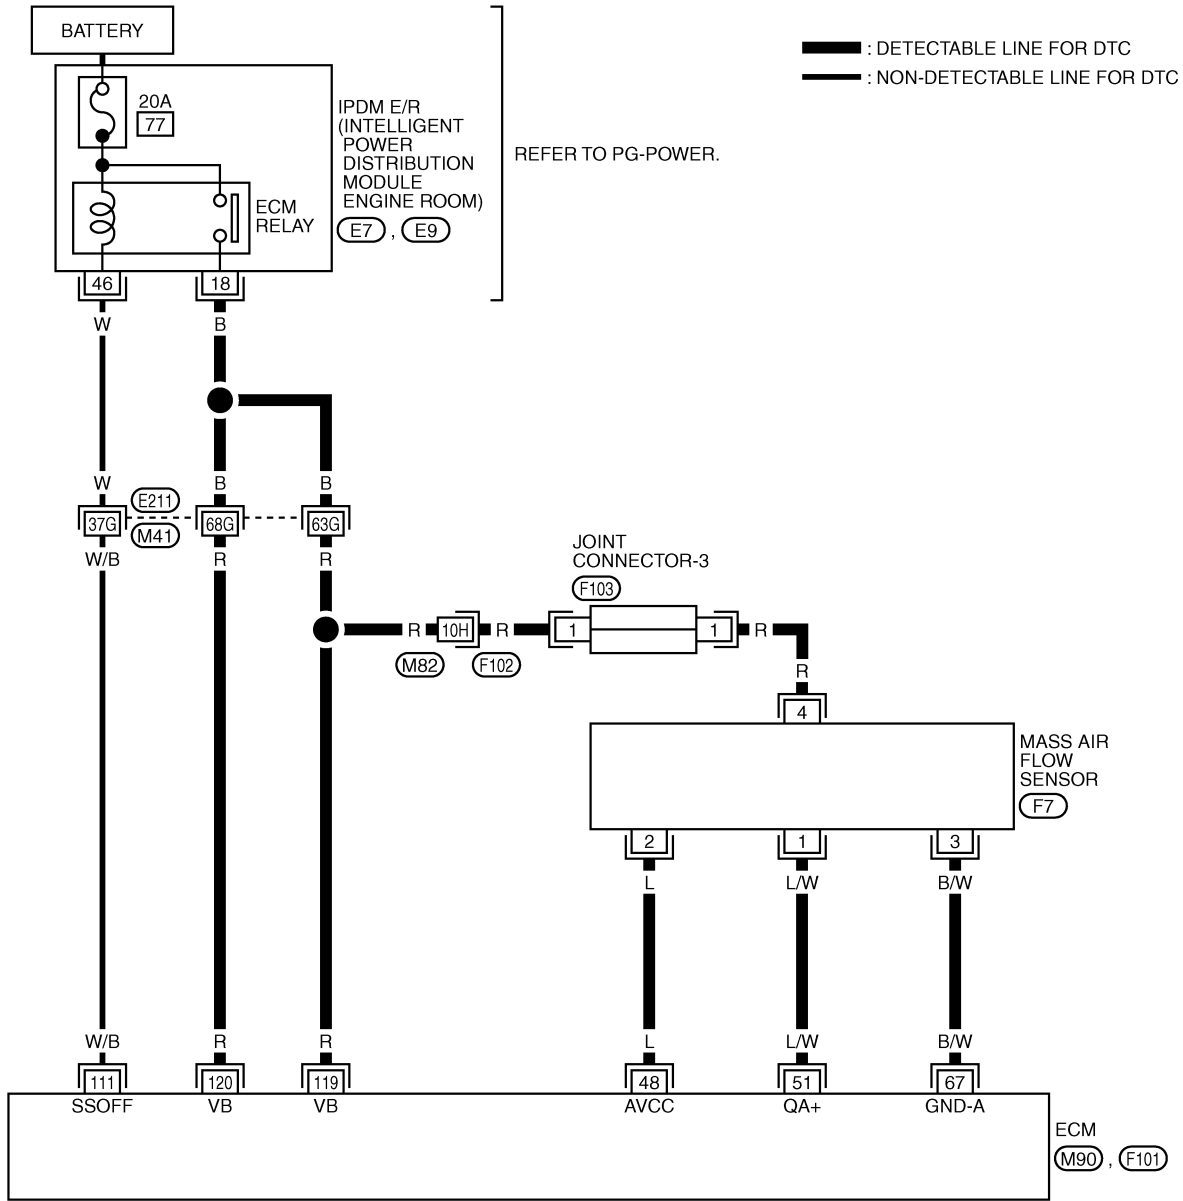 BATTERY
: DETECTABLE LINE FOR DTC
: NON-DETECTABLE LINE FOR DTC
20A
77
IPDM E/R
(INTELLIGENT
POWER
DISTRIBUTION
MODULE
ENGINE ROOM)
E7 , E9
REFER TO PG-POWER.
ECM
RELAY
46 18
W B
W B B
E211
37G 68G 63G
M41
W/B R R
JOINT
CONNECTOR-3
F103
R 10H R 1 1 R
M82 F102
R
4
MASS AIR
FLOW
SENSOR
F7
2 1 3
L L/W B/W
W/B R R L L/W B/W
111 120 119 48 51 67
SSOFF VB VB AVCC QA+ GND-A
ECM
M90 , F101